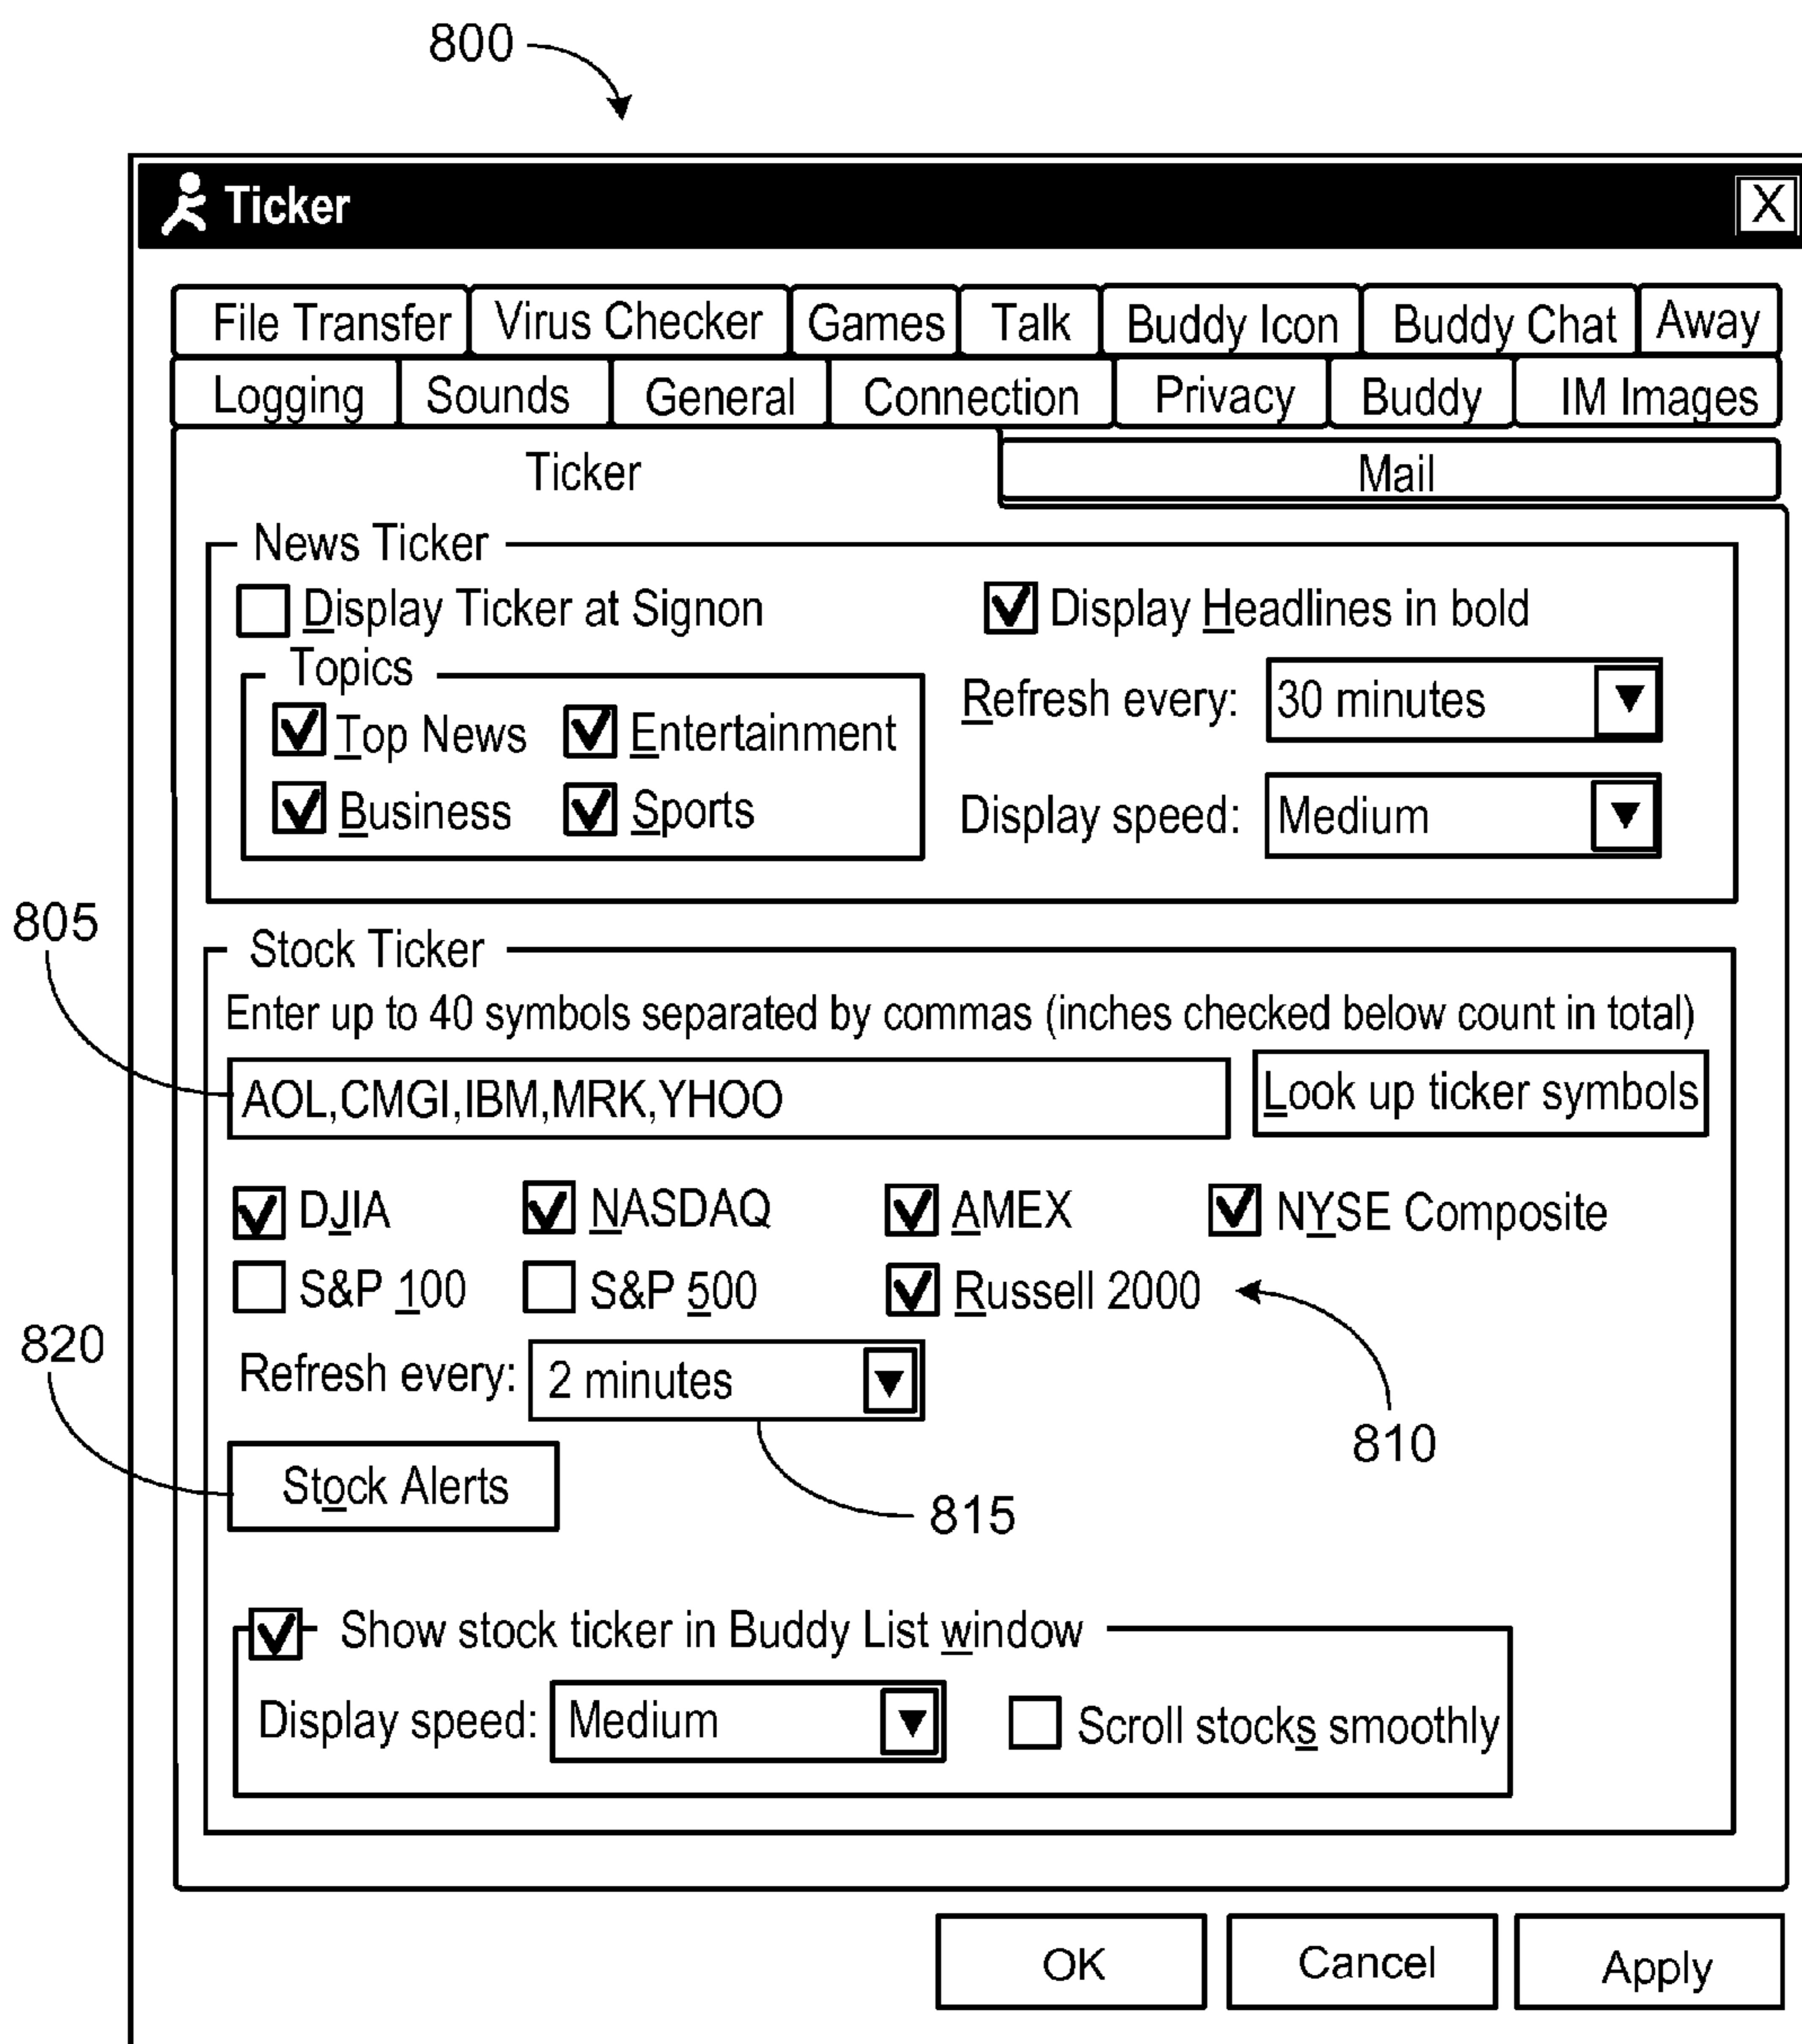 800
Ticker X
File Transfer Virus Checker Games Talk Buddy Icon Buddy Chat Away
Logging Sounds General Connection Privacy Buddy IM Images
Ticker Mail
News Ticker
Display Ticker at Signon Display Headlines in bold
Topics
Refresh every: 30 minutes
Top News Entertainment
Business Sports
Display speed: Medium
805
Stock Ticker
Enter up to 40 symbols separated by commas (inches checked below count in total)
AOL,CMGI,IBM,MRK,YHOO Look up ticker symbols
DJIA NASDAQ AMEX NYSE Composite
S&P 100 S&P 500 Russell 2000
820
Refresh every: 2 minutes
810
Stock Alerts
815
Show stock ticker in Buddy List window
Display speed: Medium Scroll stocks smoothly
OK Cancel Apply